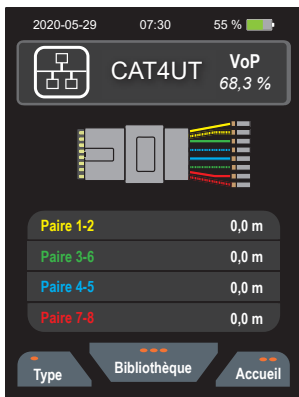 2020-05-29 07:30 55 %
CAT4UT VoP
68,3 %
Paire 1-2 0,0 m
Paire 3-6 0,0 m
Paire 4-5 0,0 m
Paire 7-8 0,0 m
Type Bibliothèque Accueil